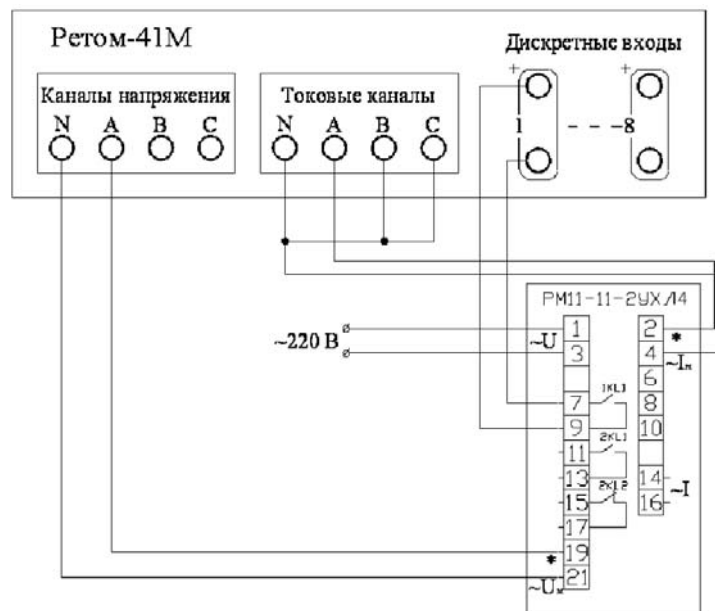 Ретом-41М
Дискретные входы
Каналы напряжения
Токовые каналы
N A B C
N A B C
+ +
1 8
РМ11-11-2УХЛ4
~220 В
~U
1 2
*
3 4
~Iн
6
7 1KL1 8
9 10
11 2KL1
13 14
~I
15 2KL2 16
17
19
*
21
~Uн